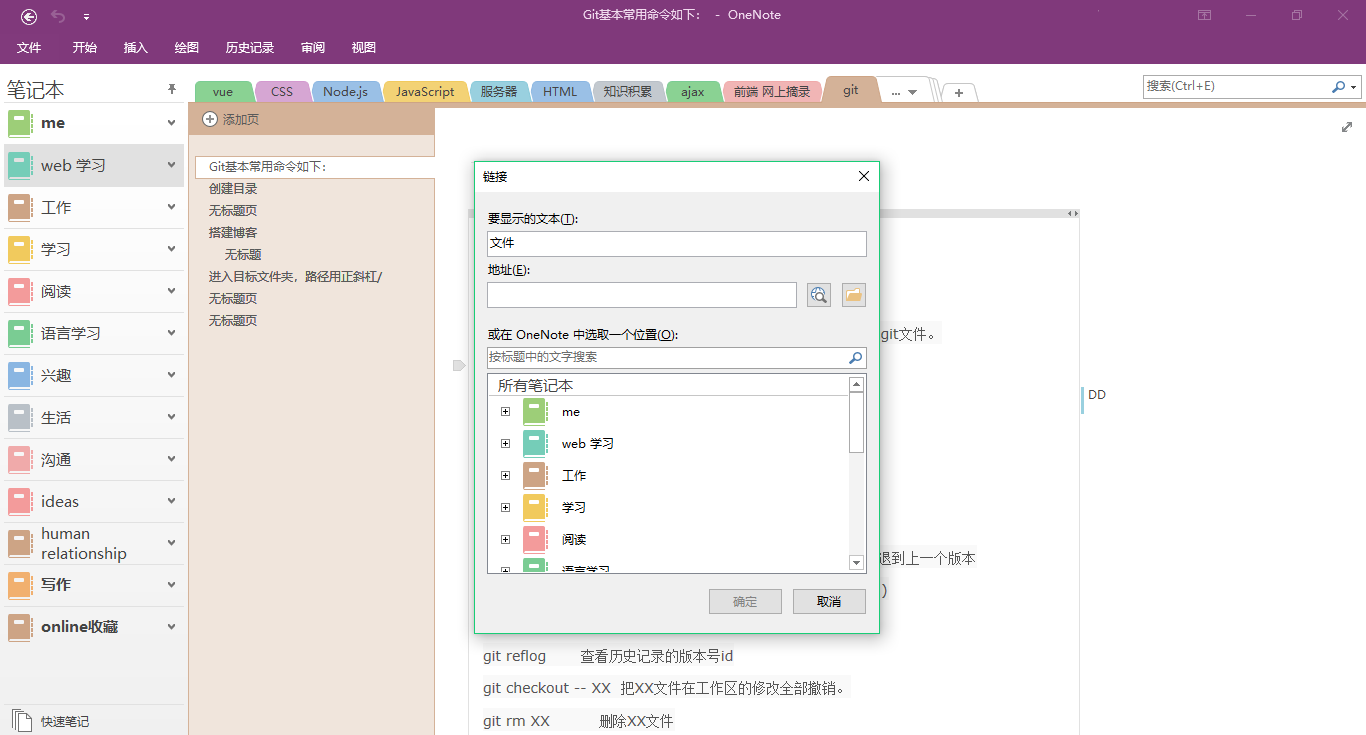 Git基本常用命令如下： - OneNote
文件 开始 插入 绘图 历史记录 审阅 视图
笔记本
vue CSS Node.js JavaScript 服务器 HTML 知识积累 ajax 前端 网上摘录 git ... +
搜索(Ctrl+E)
me
web 学习
工作
学习
阅读
语言学习
兴趣
生活
沟通
ideas
human
relationship
写作
online收藏
快速笔记
添加页
Git基本常用命令如下：
创建目录
无标题页
搭建博客
无标题
进入目标文件夹，路径用正斜杠/
无标题页
无标题页
链接
要显示的文本(T):
文件
地址(E):
或在 OneNote 中选取一个位置(O):
按标题中的文字搜索
所有笔记本
me
web 学习
工作
学习
阅读
语言学习
确定 取消
git文件。
DD
退到上一个版本
)
git reflog 查看历史记录的版本号id
git checkout -- XX 把XX文件在工作区的修改全部撤销。
git rm XX 删除XX文件